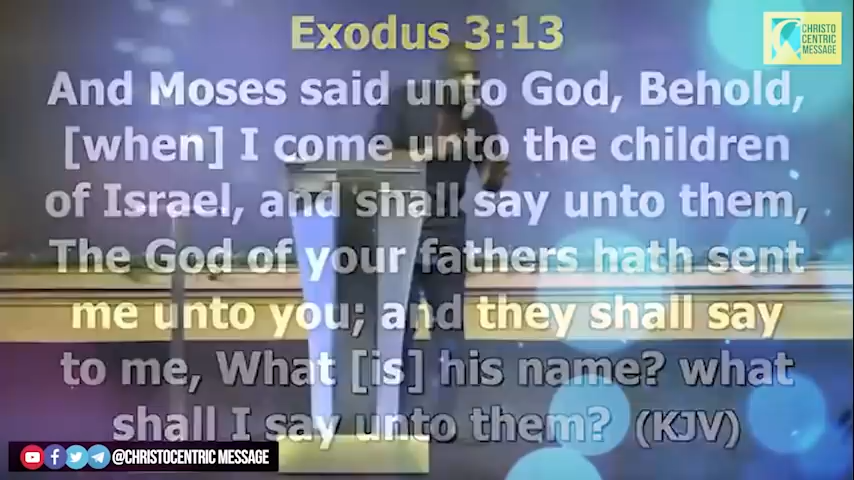 Exodus 3:13
And Moses said unto God, Behold,
[when] I come unto the children
of Israel, and shall say unto them,
The God of your fathers hath sent
me unto you; and they shall say
to me, What [is] his name? what
shall I say unto them? (KJV)
CHRISTO
CENTRIC
MESSAGE
@CHRISTOCENTRIC MESSAGE